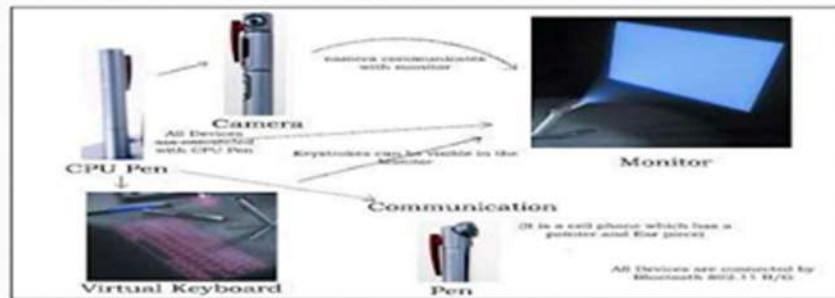 camera communicates
with monitor
Camera
All Devices
are connected
with CPU Pen
Keystrokes can be visible in the
Monitor
CPU Pen
Monitor
Communication
(It is a cell phone which has a
pointer and Ear piece)
All Devices are connected by
Bluetooth 802.11 B/G
Virtual Keyboard
Pen